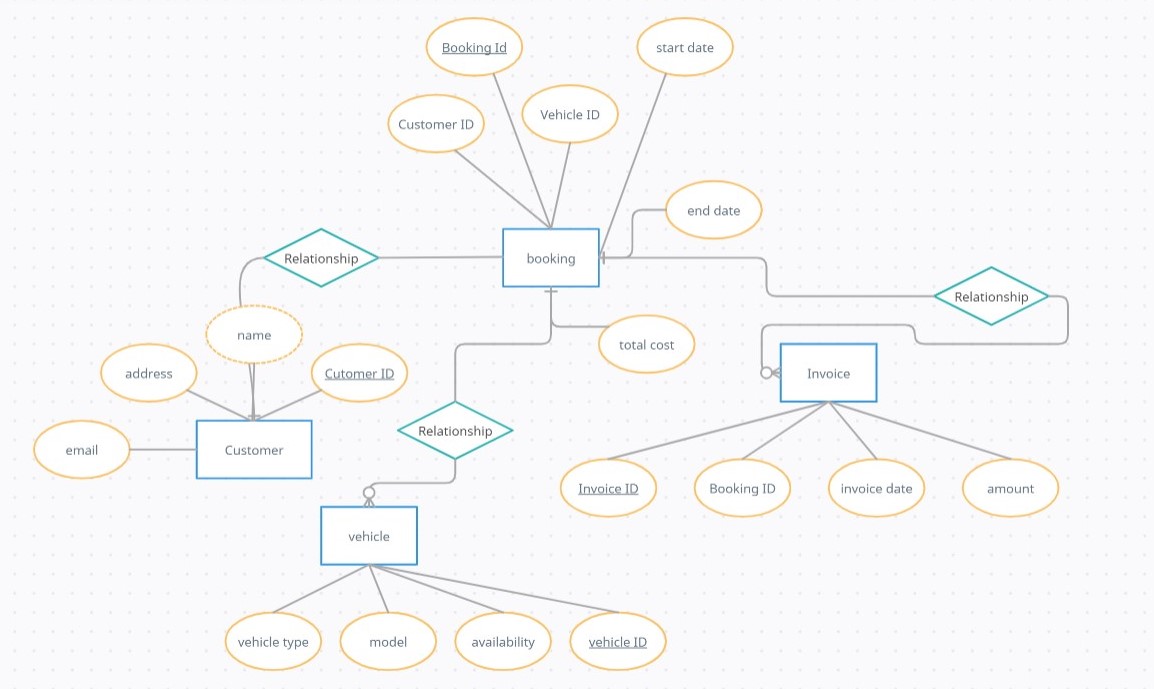 Booking Id
start date
Customer ID
Vehicle ID
end date
Relationship
booking
Relationship
name
total cost
address
Cutomer ID
Invoice
Relationship
email
Customer
Invoice ID
Booking ID
invoice date
amount
vehicle
vehicle type
model
availability
vehicle ID